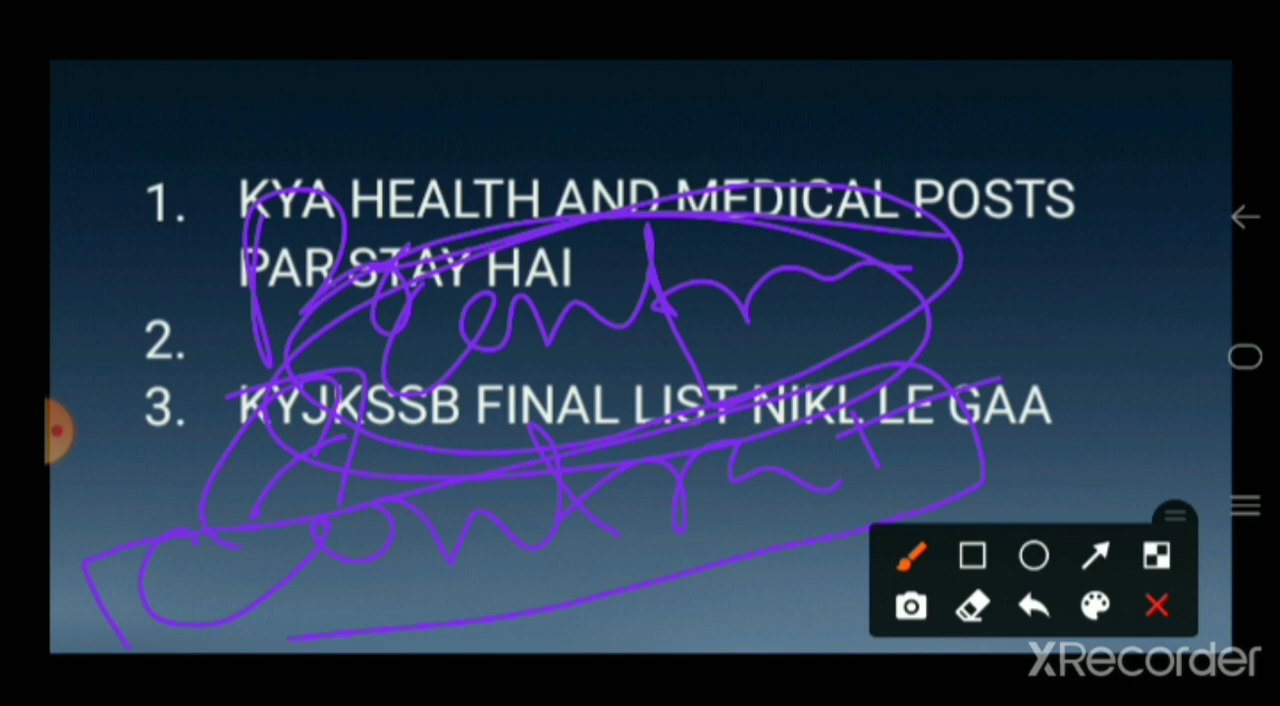 1. KYA HEALTH AND MEDICAL POSTS
PAR STAY HAI
2.
3. KYJKSSB FINAL LIST NIKL LE GAA
XRecorder